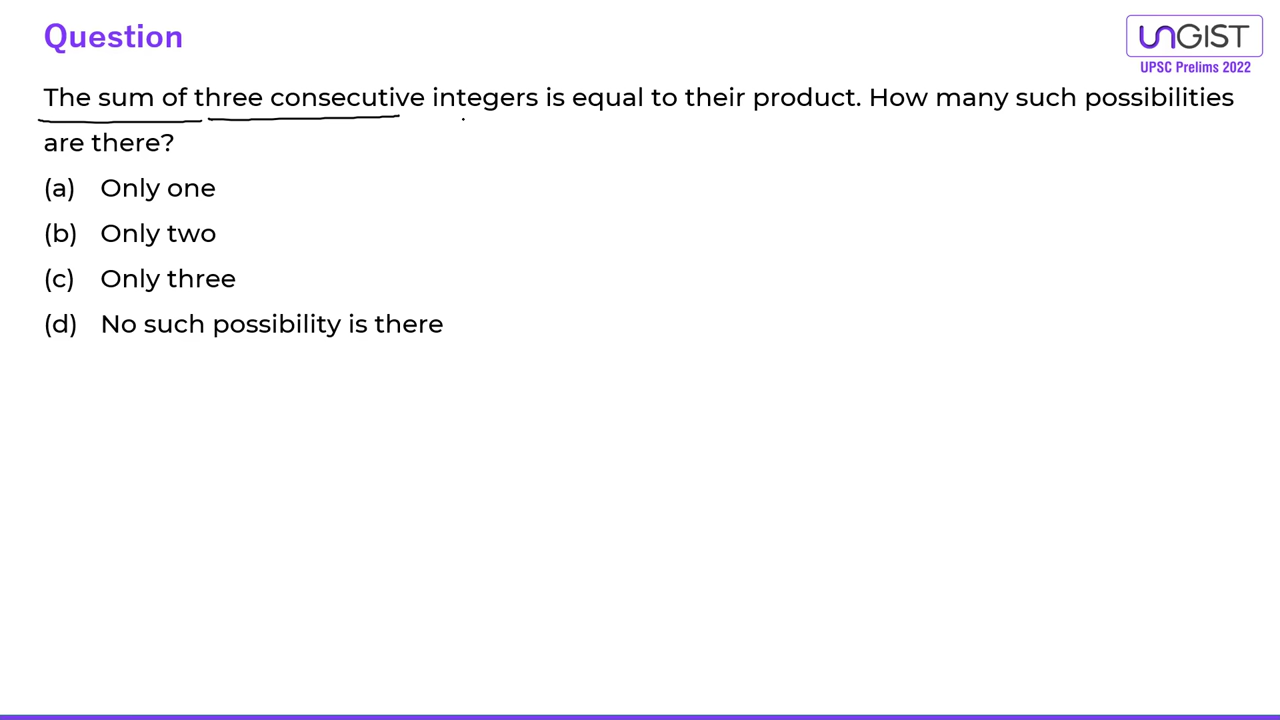 Question
UNGIST
UPSC Prelims 2022
The sum of three consecutive integers is equal to their product. How many such possibilities
are there?
(a) Only one
(b) Only two
(c) Only three
(d) No such possibility is there